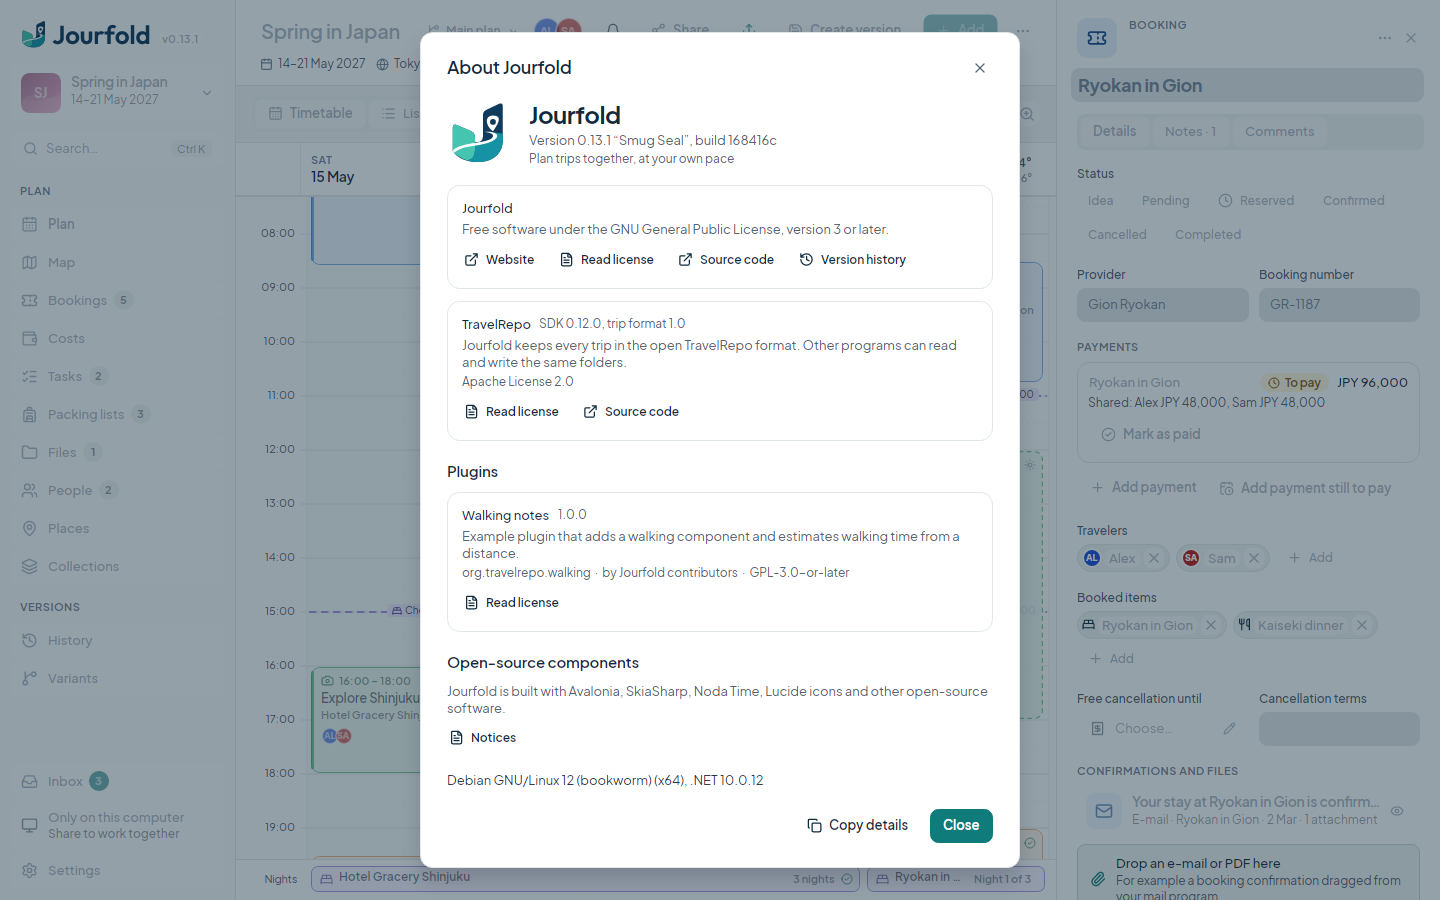 Jourfold v0.13.1
SJ
Spring in Japan
14–21 May 2027
Search...
Ctrl K
PLAN
Plan
Map
Bookings 5
Costs
Tasks 2
Packing lists 3
Files 1
People 2
Places
Collections
VERSIONS
History
Variants
Inbox 3
Only on this computer
Share to work together
Settings
Spring in Japan
Main plan
AL SA
Share
Create version
Add
14–21 May 2027
Toky
Timetable
Lis
SAT
15 May
08:00
09:00
10:00
11:00
12:00
13:00
14:00
15:00
16:00
17:00
18:00
19:00
16:00 – 18:00
Explore Shinjuku
Hotel Gracery Shin
AL SA
Nights
Hotel Gracery Shinjuku
3 nights
Ryokan in ...
Night 1 of 3
About Jourfold
Jourfold
Version 0.13.1 “Smug Seal”, build 168416c
Plan trips together, at your own pace
Jourfold
Free software under the GNU General Public License, version 3 or later.
Website
Read license
Source code
Version history
TravelRepo SDK 0.12.0, trip format 1.0
Jourfold keeps every trip in the open TravelRepo format. Other programs can read
and write the same folders.
Apache License 2.0
Read license
Source code
Plugins
Walking notes 1.0.0
Example plugin that adds a walking component and estimates walking time from a
distance.
org.travelrepo.walking · by Jourfold contributors · GPL-3.0-or-later
Read license
Open-source components
Jourfold is built with Avalonia, SkiaSharp, Noda Time, Lucide icons and other open-source
software.
Notices
Debian GNU/Linux 12 (bookworm) (x64), .NET 10.0.12
Copy details
Close
BOOKING
Ryokan in Gion
Details
Notes · 1
Comments
Status
Idea
Pending
Reserved
Confirmed
Cancelled
Completed
Provider
Booking number
Gion Ryokan
GR-1187
PAYMENTS
Ryokan in Gion
To pay
JPY 96,000
Shared: Alex JPY 48,000, Sam JPY 48,000
Mark as paid
Add payment
Add payment still to pay
Travelers
AL Alex
SA Sam
Add
Booked items
Ryokan in Gion
Kaiseki dinner
Add
Free cancellation until
Cancellation terms
Choose...
CONFIRMATIONS AND FILES
Your stay at Ryokan in Gion is confirm...
E-mail · Ryokan in Gion · 2 Mar · 1 attachment
Drop an e-mail or PDF here
For example a booking confirmation dragged from
your mail program.